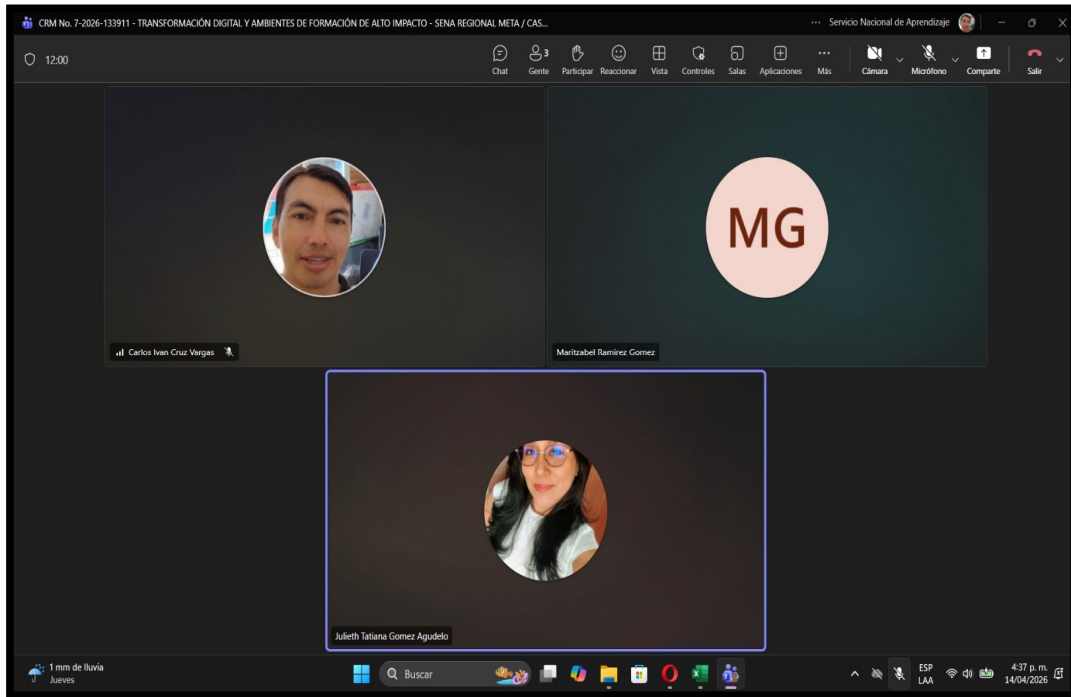 CRM No. 7-2026-133911 - TRANSFORMACIÓN DIGITAL Y AMBIENTES DE FORMACIÓN DE ALTO IMPACTO - SENA REGIONAL META / CAS...
Servicio Nacional de Aprendizaje
12:00
3
Chat Gente Participar Reaccionar Vista Controles Salas Aplicaciones Más Cámara Micrófono Comparte Salir
MG
Carlos Ivan Cruz Vargas
Maritzabel Ramirez Gomez
Julieth Tatiana Gomez Agudelo
1 mm de lluvia
Jueves
Buscar
ESP
LAA
4:37 p. m.
14/04/2026